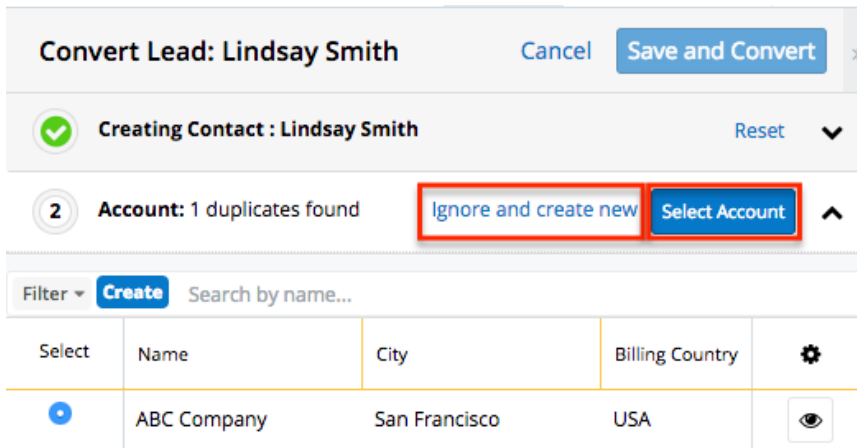 Convert Lead: Lindsay Smith Cancel Save and Convert
Creating Contact : Lindsay Smith Reset
2 Account: 1 duplicates found Ignore and create new Select Account
Filter Create Search by name...
Select Name City Billing Country
ABC Company San Francisco USA